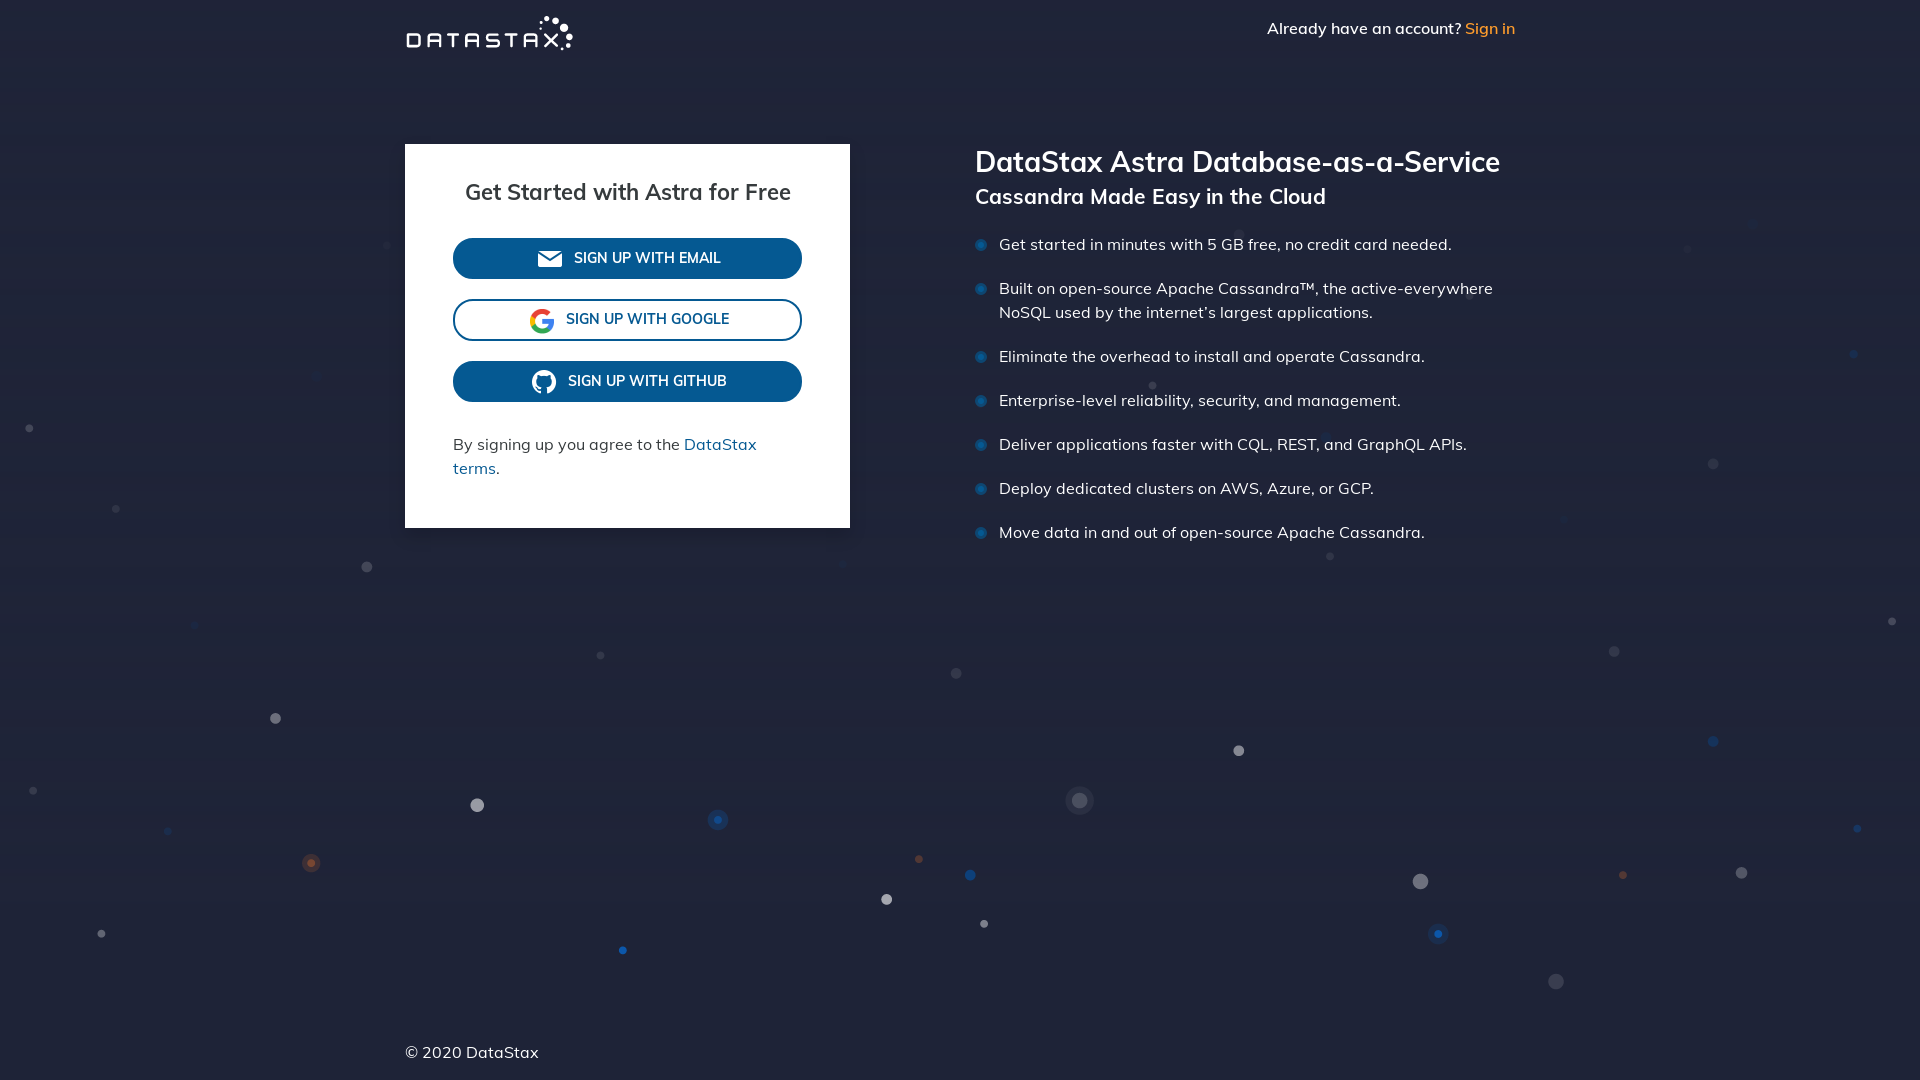 DATASTAX
Already have an account? Sign in
Get Started with Astra for Free
SIGN UP WITH EMAIL
SIGN UP WITH GOOGLE
SIGN UP WITH GITHUB
By signing up you agree to the DataStax
terms.
DataStax Astra Database-as-a-Service
Cassandra Made Easy in the Cloud
Get started in minutes with 5 GB free, no credit card needed.
Built on open-source Apache Cassandra™, the active-everywhere
NoSQL used by the internet’s largest applications.
Eliminate the overhead to install and operate Cassandra.
Enterprise-level reliability, security, and management.
Deliver applications faster with CQL, REST, and GraphQL APIs.
Deploy dedicated clusters on AWS, Azure, or GCP.
Move data in and out of open-source Apache Cassandra.
© 2020 DataStax